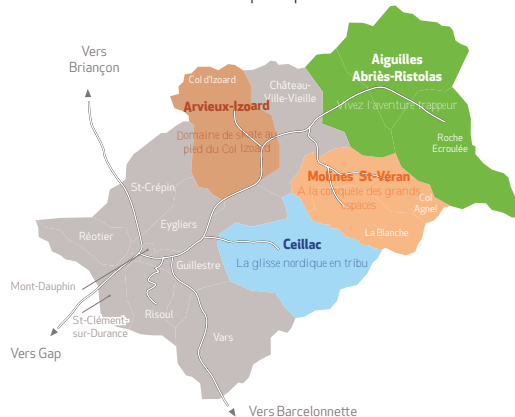 Vers
Briançon
Aiguilles
Abriès-Ristolas
Vivez l'aventure trappeur
Col d'Izoard
Château-
Ville-Vieille
Arvieux-Izoard
Domaine de skate au
pied du Col Izoard
Roche
Ecroulée
Molines St-Véran
A la conquête des grands
espaces
Col
Agnel
La Blanche
St-Crépin
Eygliers
Réotier
Ceillac
La glisse nordique en tribu
Guillestre
Mont-Dauphin
Risoul
St-Clément-
sur-Durance
Vars
Vers Gap
Vers Barcelonnette